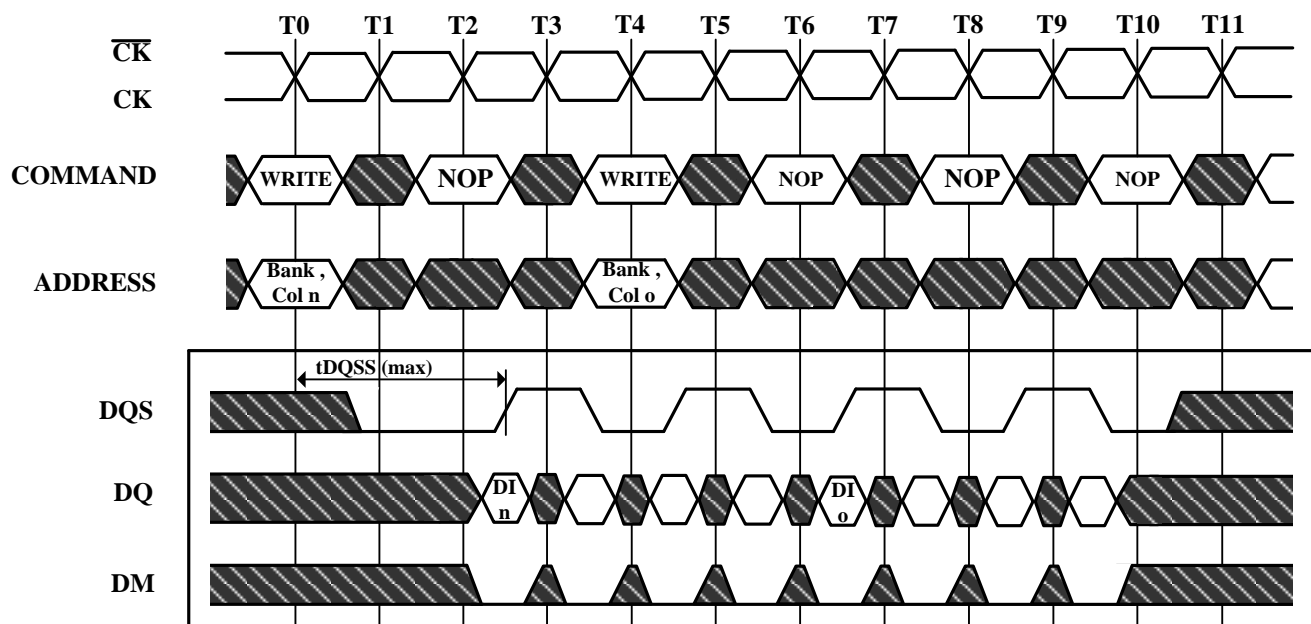 T0 T1 T2 T3 T4 T5 T6 T7 T8 T9 T10 T11
CK
CK
COMMAND WRITE NOP WRITE NOP NOP NOP
ADDRESS Bank , Bank ,
Col n Col o
tDQSS (max)
DQS
DQ DI DI
n o
DM